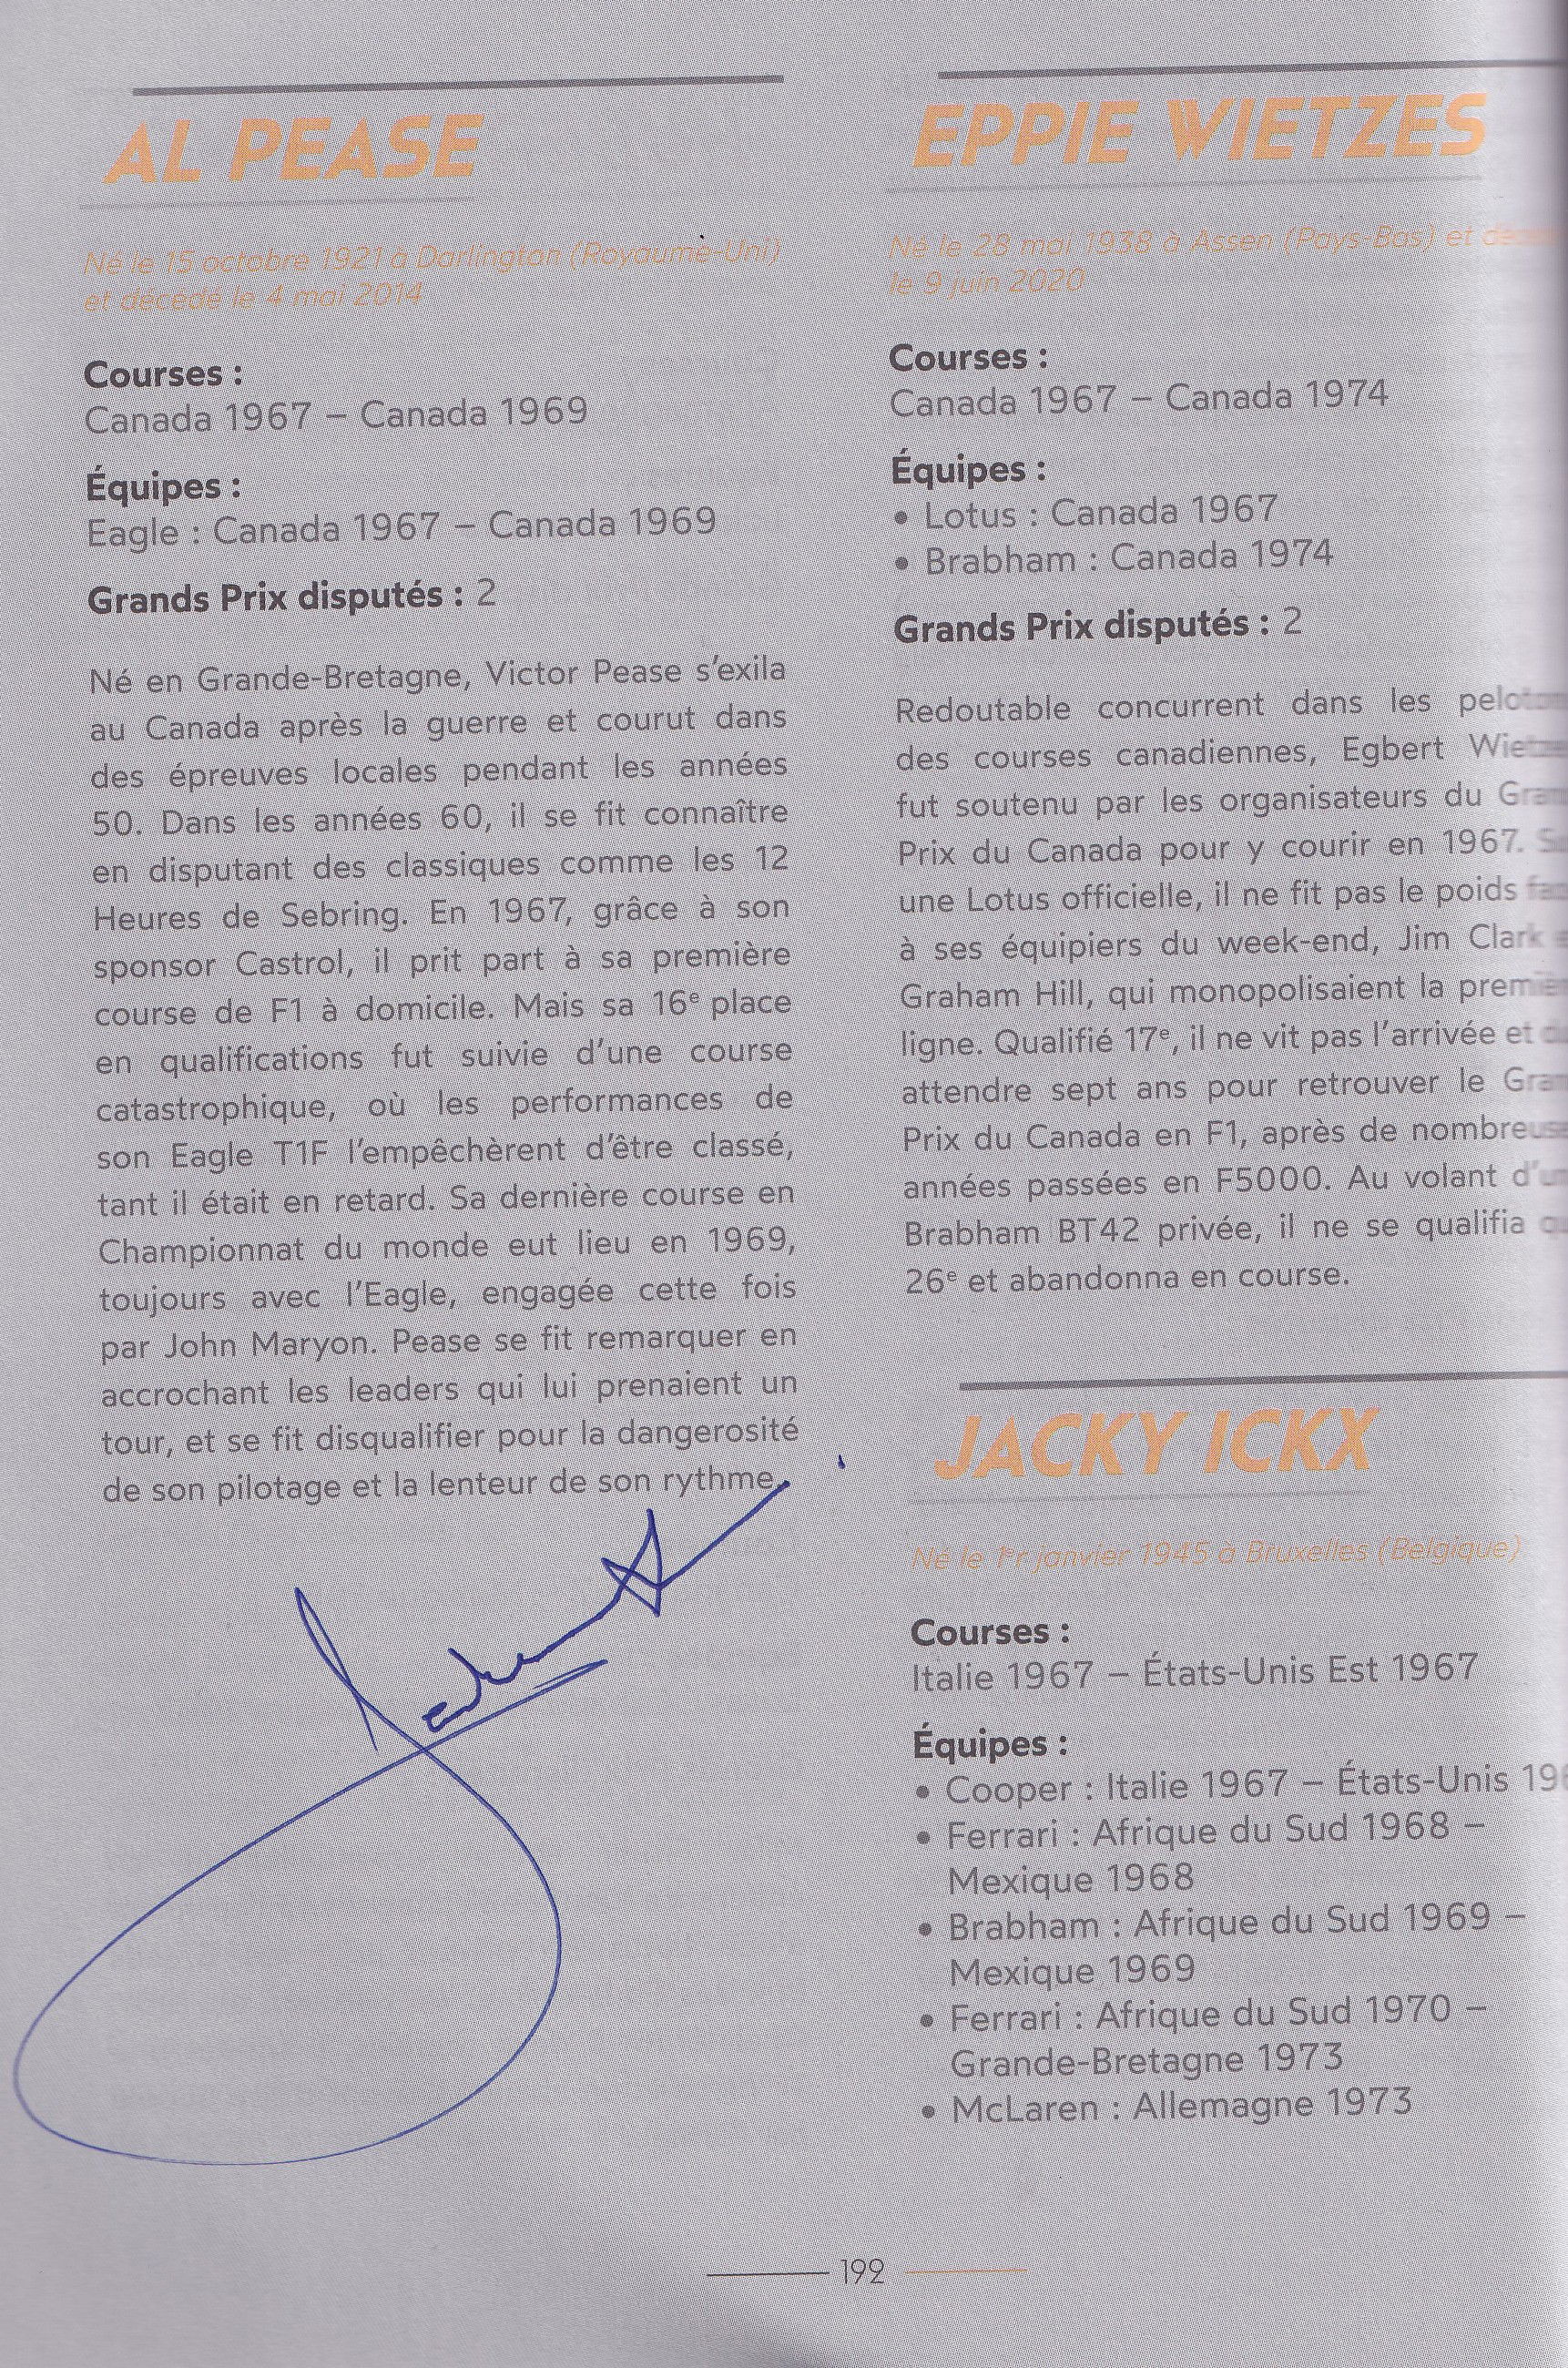 AL PEASE
Né le 15 octobre 1921 à Darlington (Royaume-Uni)
et décédé le 4 mai 2014
Courses :
Canada 1967 – Canada 1969
Équipes :
Eagle : Canada 1967 – Canada 1969
Grands Prix disputés : 2
Né en Grande-Bretagne, Victor Pease s'exila
au Canada après la guerre et courut dans
des épreuves locales pendant les années
50. Dans les années 60, il se fit connaître
en disputant des classiques comme les 12
Heures de Sebring. En 1967, grâce à son
sponsor Castrol, il prit part à sa première
course de F1 à domicile. Mais sa 16e place
en qualifications fut suivie d'une course
catastrophique, où les performances de
son Eagle T1F l'empêchèrent d'être classé,
tant il était en retard. Sa dernière course en
Championnat du monde eut lieu en 1969,
toujours avec l'Eagle, engagée cette fois
par John Maryon. Pease se fit remarquer en
accrochant les leaders qui lui prenaient un
tour, et se fit disqualifier pour la dangerosité
de son pilotage et la lenteur de son rythme.
EPPIE WIETZES
Né le 28 mai 1938 à Assen (Pays-Bas) et
le 9 juin 2020
Courses :
Canada 1967 – Canada 1974
Équipes :
• Lotus : Canada 1967
• Brabham : Canada 1974
Grands Prix disputés : 2
Redoutable concurrent dans les
des courses canadiennes, Egbert
fut soutenu par les organisateurs du
Prix du Canada pour y courir en 1967.
une Lotus officielle, il ne fit pas le poids
à ses équipiers du week-end, Jim Clark
Graham Hill, qui monopolisaient la
ligne. Qualifié 17e, il ne vit pas l'arrivée et
attendre sept ans pour retrouver le
Prix du Canada en F1, après de
années passées en F5000. Au volant
Brabham BT42 privée, il ne se qualifia
26e et abandonna en course.
JACKY ICKX
Né le 1er janvier 1945 à Bruxelles (Belgique)
Courses :
Italie 1967 – États-Unis Est 1967
Équipes :
• Cooper : Italie 1967 – États-Unis
• Ferrari : Afrique du Sud 1968 –
Mexique 1968
• Brabham : Afrique du Sud 1969 –
Mexique 1969
• Ferrari : Afrique du Sud 1970 –
Grande-Bretagne 1973
• McLaren : Allemagne 1973
192